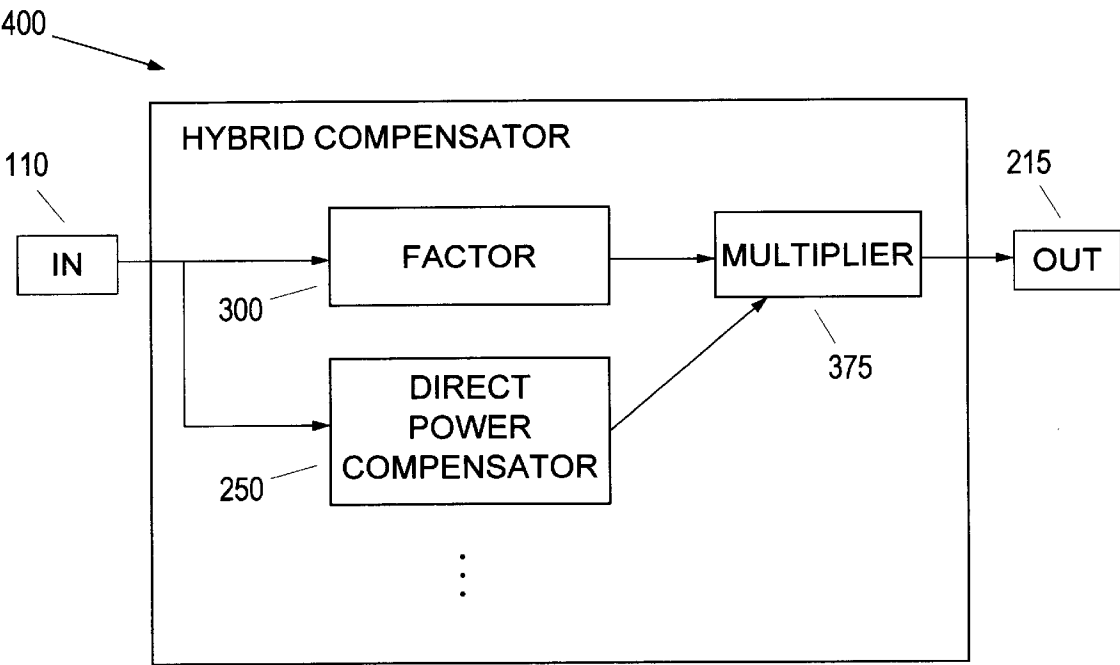 400
HYBRID COMPENSATOR
110
215
IN
FACTOR
MULTIPLIER
OUT
300
375
DIRECT
POWER
COMPENSATOR
250